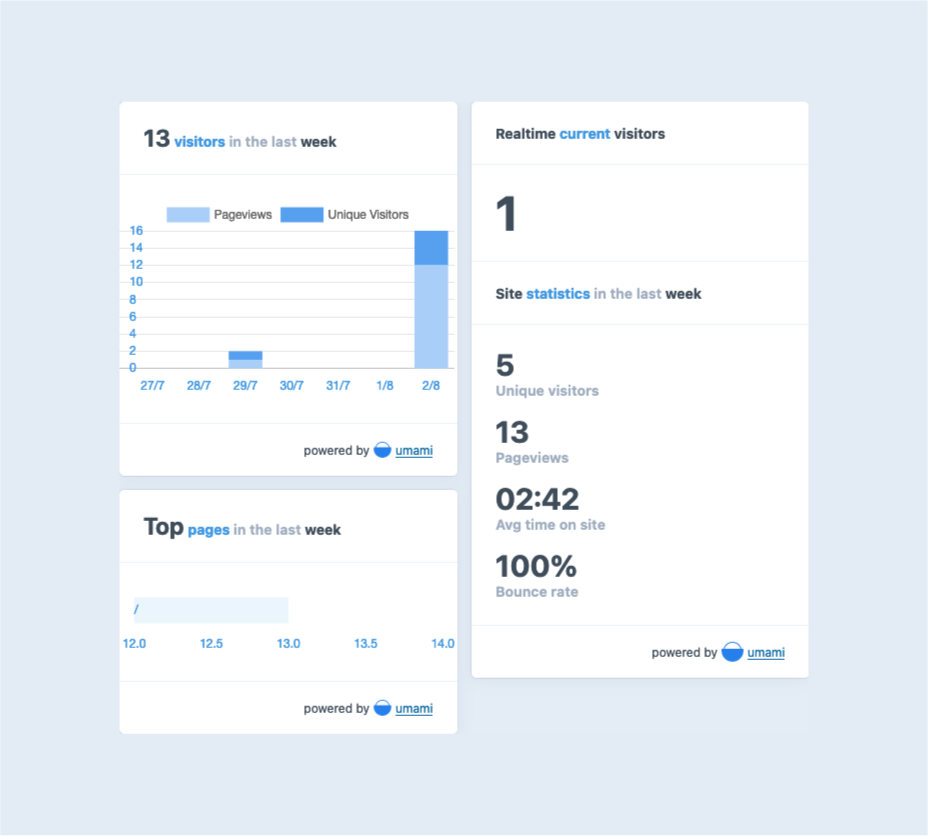 13 visitors in the last week
Pageviews Unique Visitors
16
14
12
10
8
6
4
2
0
27/7 28/7 29/7 30/7 31/7 1/8 2/8
powered by umami
Top pages in the last week
/
12.0 12.5 13.0 13.5 14.0
powered by umami
Realtime current visitors
1
Site statistics in the last week
5
Unique visitors
13
Pageviews
02:42
Avg time on site
100%
Bounce rate
powered by umami